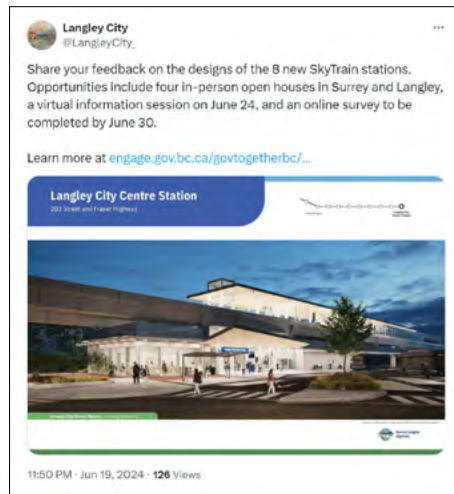 Langley City
@LangleyCity_
Share your feedback on the designs of the 8 new SkyTrain stations.
Opportunities include four in-person open houses in Surrey and Langley,
a virtual information session on June 24, and an online survey to be
completed by June 30.
Learn more at engage.gov.bc.ca/govtogetherbc/...
Langley City Centre Station
203 Street and Fraser Highway
11:50 PM · Jun 19, 2024 · 126 Views